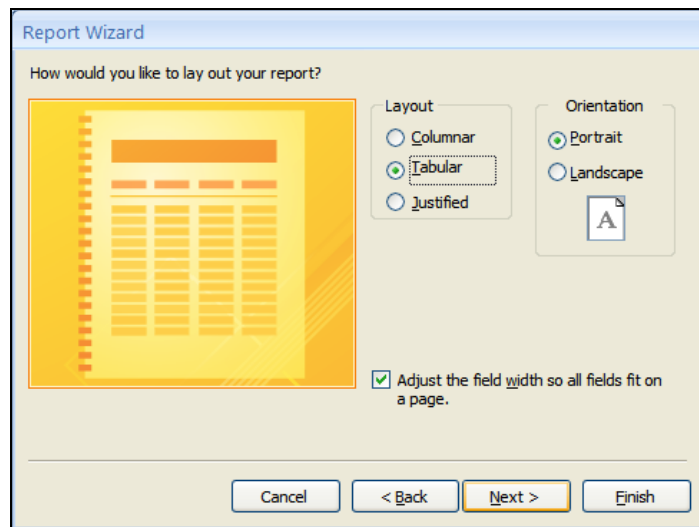 Report Wizard
How would you like to lay out your report?
Layout
Columnar
Tabular
Justified
Orientation
Portrait
Landscape
A
Adjust the field width so all fields fit on
a page.
Cancel
< Back
Next >
Finish